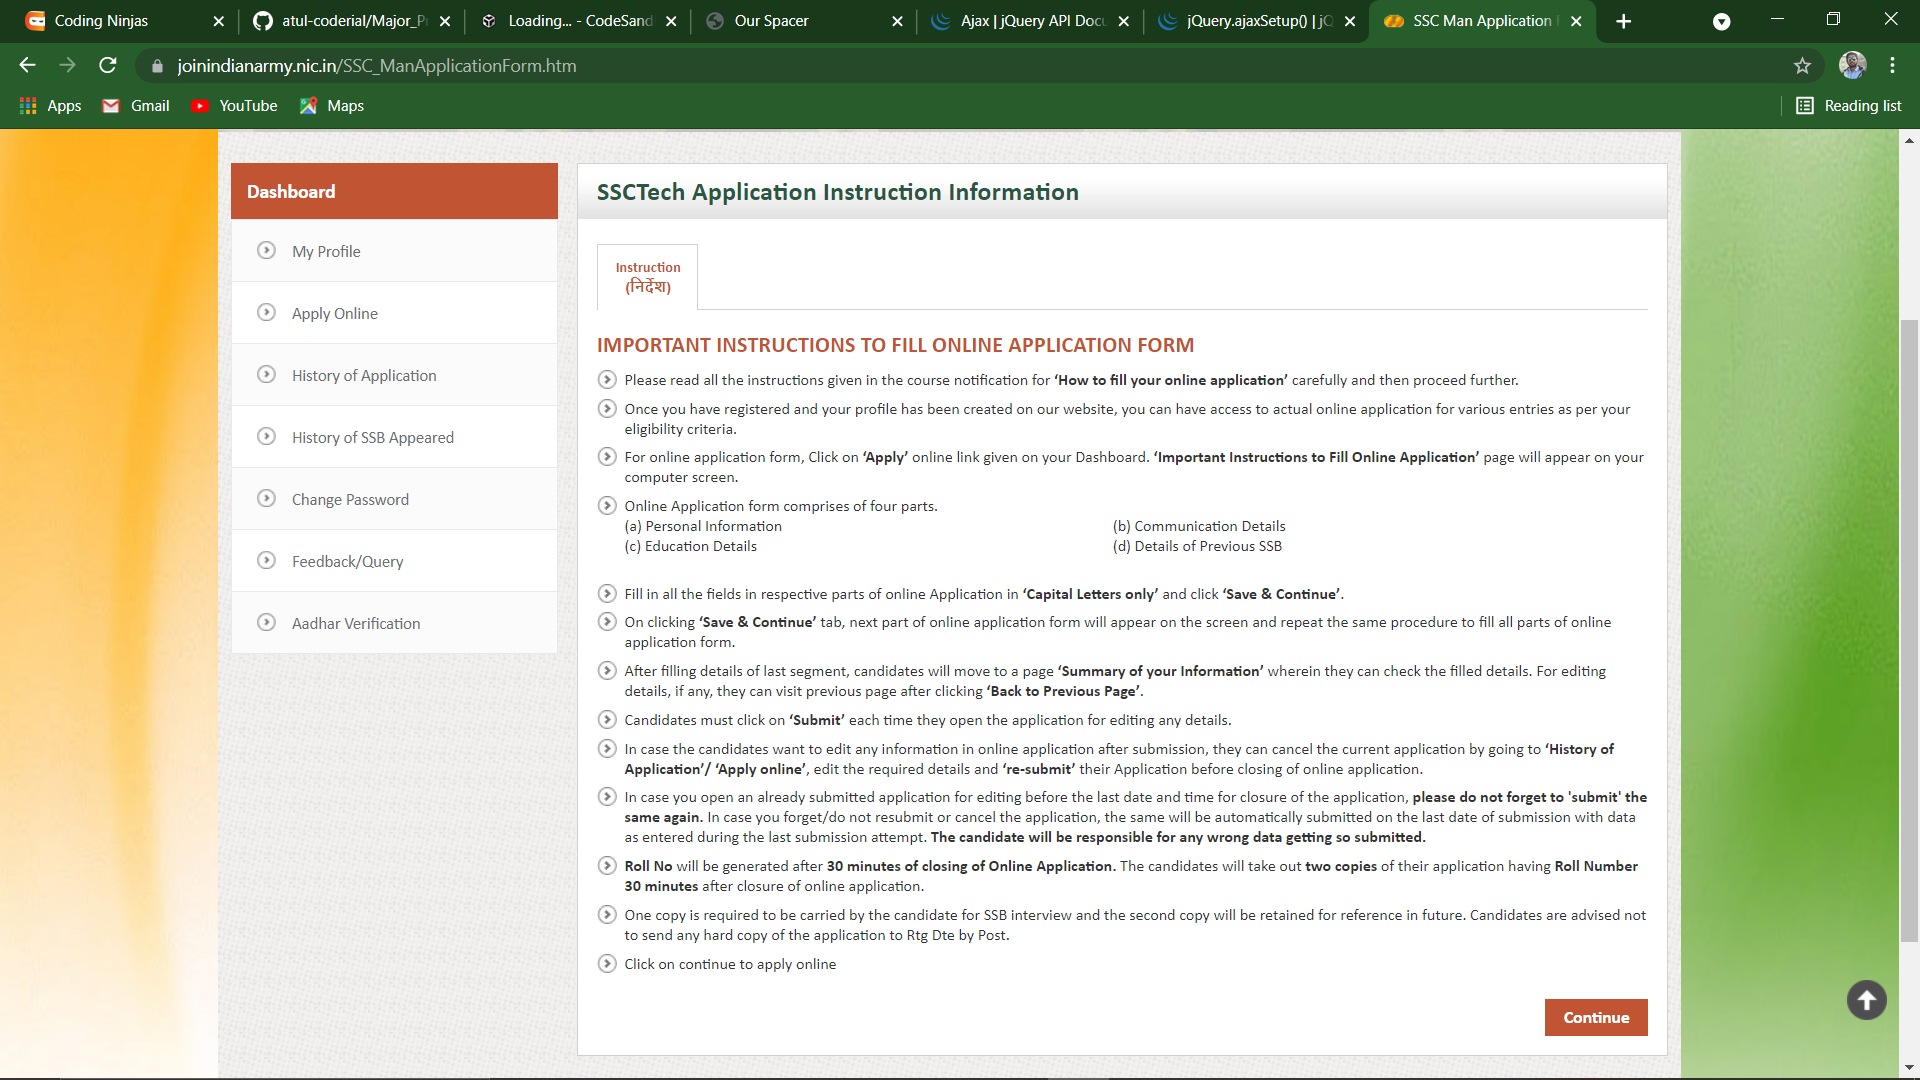 Coding Ninjas
atul-coderial/Major_P
Loading... - CodeSand
Our Spacer
Ajax | jQuery API Docu
jQuery.ajaxSetup() | jQ
SSC Man Application
joinindianarmy.nic.in/SSC_ManApplicationForm.htm
Apps
Gmail
YouTube
Maps
Reading list
Dashboard
My Profile
Apply Online
History of Application
History of SSB Appeared
Change Password
Feedback/Query
Aadhar Verification
SSCTech Application Instruction Information
Instruction
(निर्देश)
IMPORTANT INSTRUCTIONS TO FILL ONLINE APPLICATION FORM
Please read all the instructions given in the course notification for ‘How to fill your online application’ carefully and then proceed further.
Once you have registered and your profile has been created on our website, you can have access to actual online application for various entries as per your
eligibility criteria.
For online application form, Click on ‘Apply’ online link given on your Dashboard. ‘Important Instructions to Fill Online Application’ page will appear on your
computer screen.
Online Application form comprises of four parts.
(a) Personal Information (b) Communication Details
(c) Education Details (d) Details of Previous SSB
Fill in all the fields in respective parts of online Application in ‘Capital Letters only’ and click ‘Save & Continue’.
On clicking ‘Save & Continue’ tab, next part of online application form will appear on the screen and repeat the same procedure to fill all parts of online
application form.
After filling details of last segment, candidates will move to a page ‘Summary of your Information’ wherein they can check the filled details. For editing
details, if any, they can visit previous page after clicking ‘Back to Previous Page’.
Candidates must click on ‘Submit’ each time they open the application for editing any details.
In case the candidates want to edit any information in online application after submission, they can cancel the current application by going to ‘History of
Application’/ ‘Apply online’, edit the required details and ‘re-submit’ their Application before closing of online application.
In case you open an already submitted application for editing before the last date and time for closure of the application, please do not forget to 'submit' the
same again. In case you forget/do not resubmit or cancel the application, the same will be automatically submitted on the last date of submission with data
as entered during the last submission attempt. The candidate will be responsible for any wrong data getting so submitted.
Roll No will be generated after 30 minutes of closing of Online Application. The candidates will take out two copies of their application having Roll Number
30 minutes after closure of online application.
One copy is required to be carried by the candidate for SSB interview and the second copy will be retained for reference in future. Candidates are advised not
to send any hard copy of the application to Rtg Dte by Post.
Click on continue to apply online
Continue